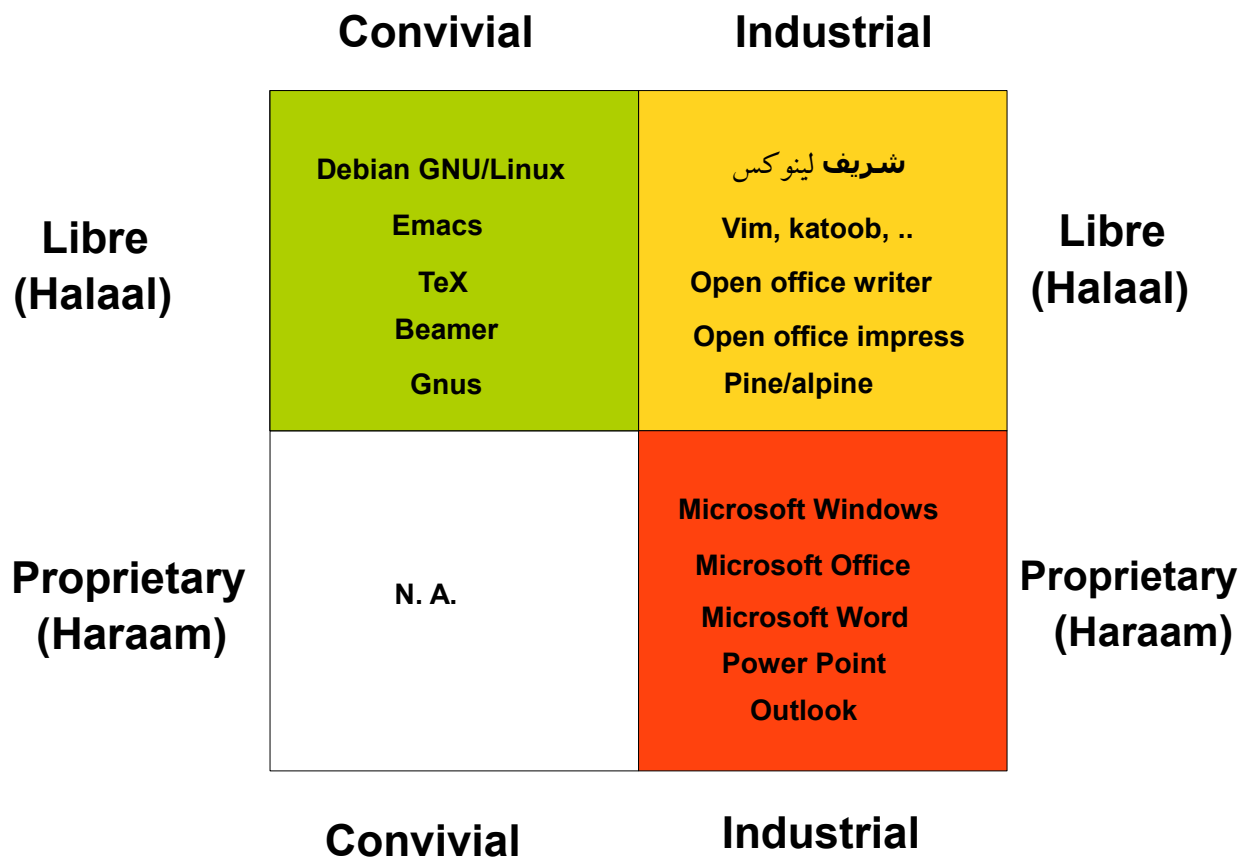 Convivial Industrial
Libre
(Halaal)
Debian GNU/Linux
Emacs
TeX
Beamer
Gnus
شریف لینوکس
Vim, katoob, ..
Open office writer
Open office impress
Pine/alpine
Libre
(Halaal)
Proprietary
(Haraam)
N. A.
Microsoft Windows
Microsoft Office
Microsoft Word
Power Point
Outlook
Proprietary
(Haraam)
Convivial Industrial